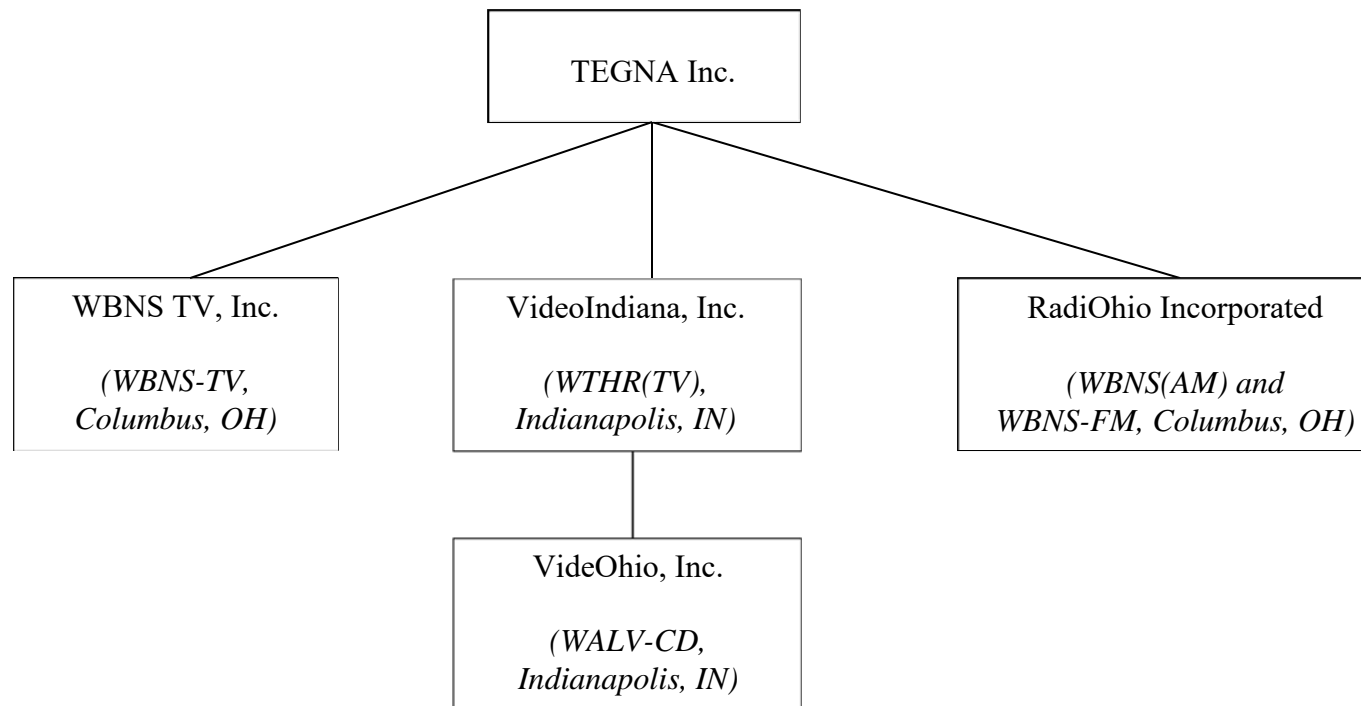 TEGNA Inc.
WBNS TV, Inc.
(WBNS-TV,
Columbus, OH)
VideoIndiana, Inc.
(WTHR(TV),
Indianapolis, IN)
RadiOhio Incorporated
(WBNS(AM) and
WBNS-FM, Columbus, OH)
VideOhio, Inc.
(WALV-CD,
Indianapolis, IN)